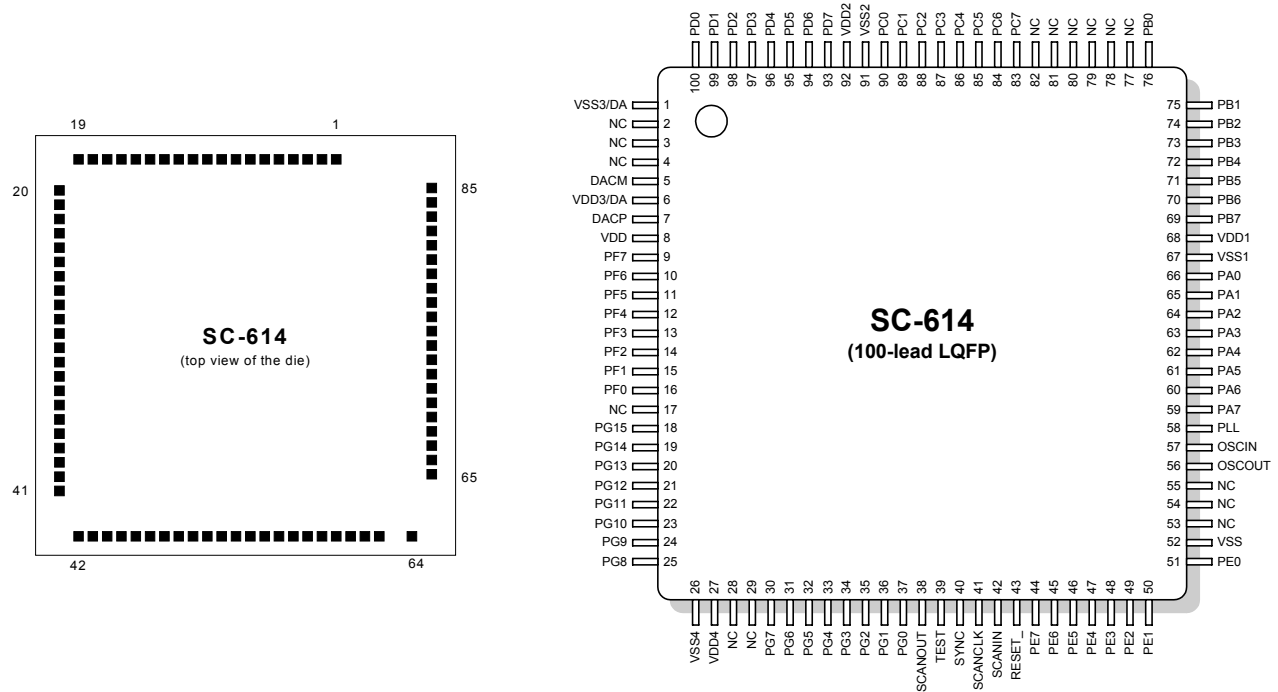 19
1
20
85
SC-614
(top view of the die)
41
65
42
64
PD0
PD1
PD2
PD3
PD4
PD5
PD6
PD7
VDD2
VSS2
PC0
PC1
PC2
PC3
PC4
PC5
PC6
PC7
NC
NC
NC
NC
NC
NC
PB0
100
99
98
97
96
95
94
93
92
91
90
89
88
87
86
85
84
83
82
81
80
79
78
77
76
VSS3/DA 1
NC 2
NC 3
NC 4
DACM 5
VDD3/DA 6
DACP 7
VDD 8
PF7 9
PF6 10
PF5 11
PF4 12
PF3 13
PF2 14
PF1 15
PF0 16
NC 17
PG15 18
PG14 19
PG13 20
PG12 21
PG11 22
PG10 23
PG9 24
PG8 25
SC-614
(100-lead LQFP)
75 PB1
74 PB2
73 PB3
72 PB4
71 PB5
70 PB6
69 PB7
68 VDD1
67 VSS1
66 PA0
65 PA1
64 PA2
63 PA3
62 PA4
61 PA5
60 PA6
59 PA7
58 PLL
57 OSCIN
56 OSCOUT
55 NC
54 NC
53 NC
52 VSS
51 PE0
26
27
28
29
30
31
32
33
34
35
36
37
38
39
40
41
42
43
44
45
46
47
48
49
50
VSS4
VDD4
NC
NC
PG7
PG6
PG5
PG4
PG3
PG2
PG1
PG0
SCANOUT
TEST
SYNC
SCANCLK
SCANIN
RESET_
PE7
PE6
PE5
PE4
PE3
PE2
PE1